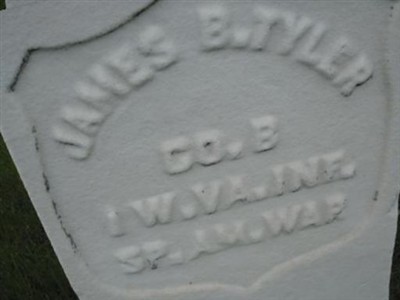 JAMES B. TYLER
CO. B
1 W. VA. INF.
SP. AM. WAR